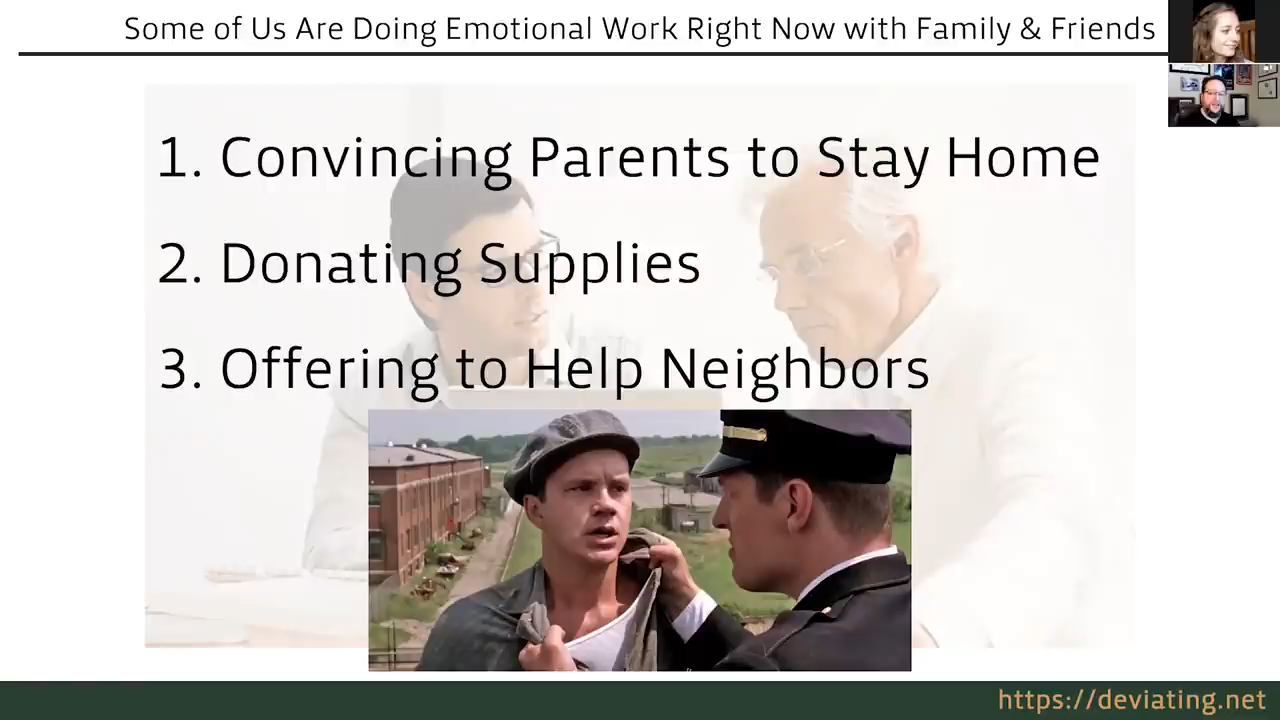 Some of Us Are Doing Emotional Work Right Now with Family & Friends
1. Convincing Parents to Stay Home
2. Donating Supplies
3. Offering to Help Neighbors
https://deviating.net